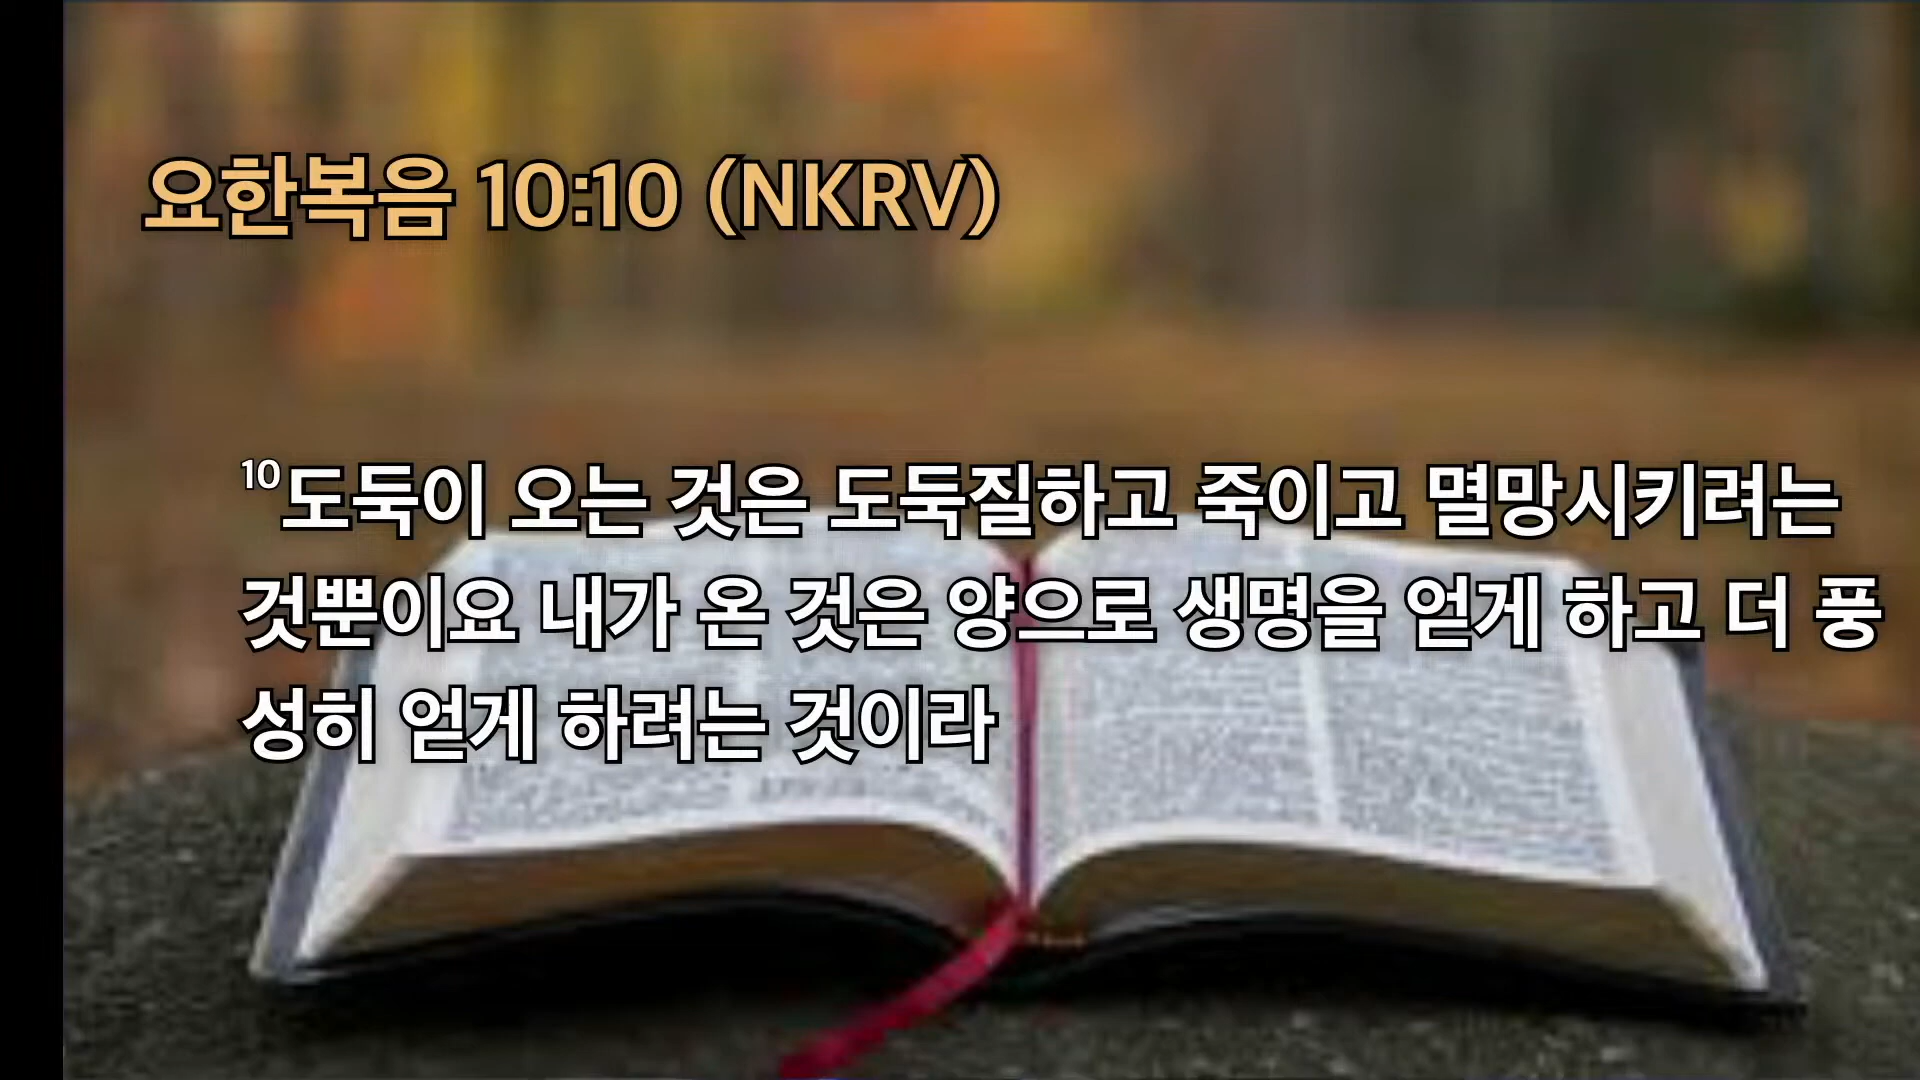 요한복음 10:10 (NKRV)
10도둑이 오는 것은 도둑질하고 죽이고 멸망시키려는
것뿐이요 내가 온 것은 양으로 생명을 얻게 하고 더 풍
성히 얻게 하려는 것이라